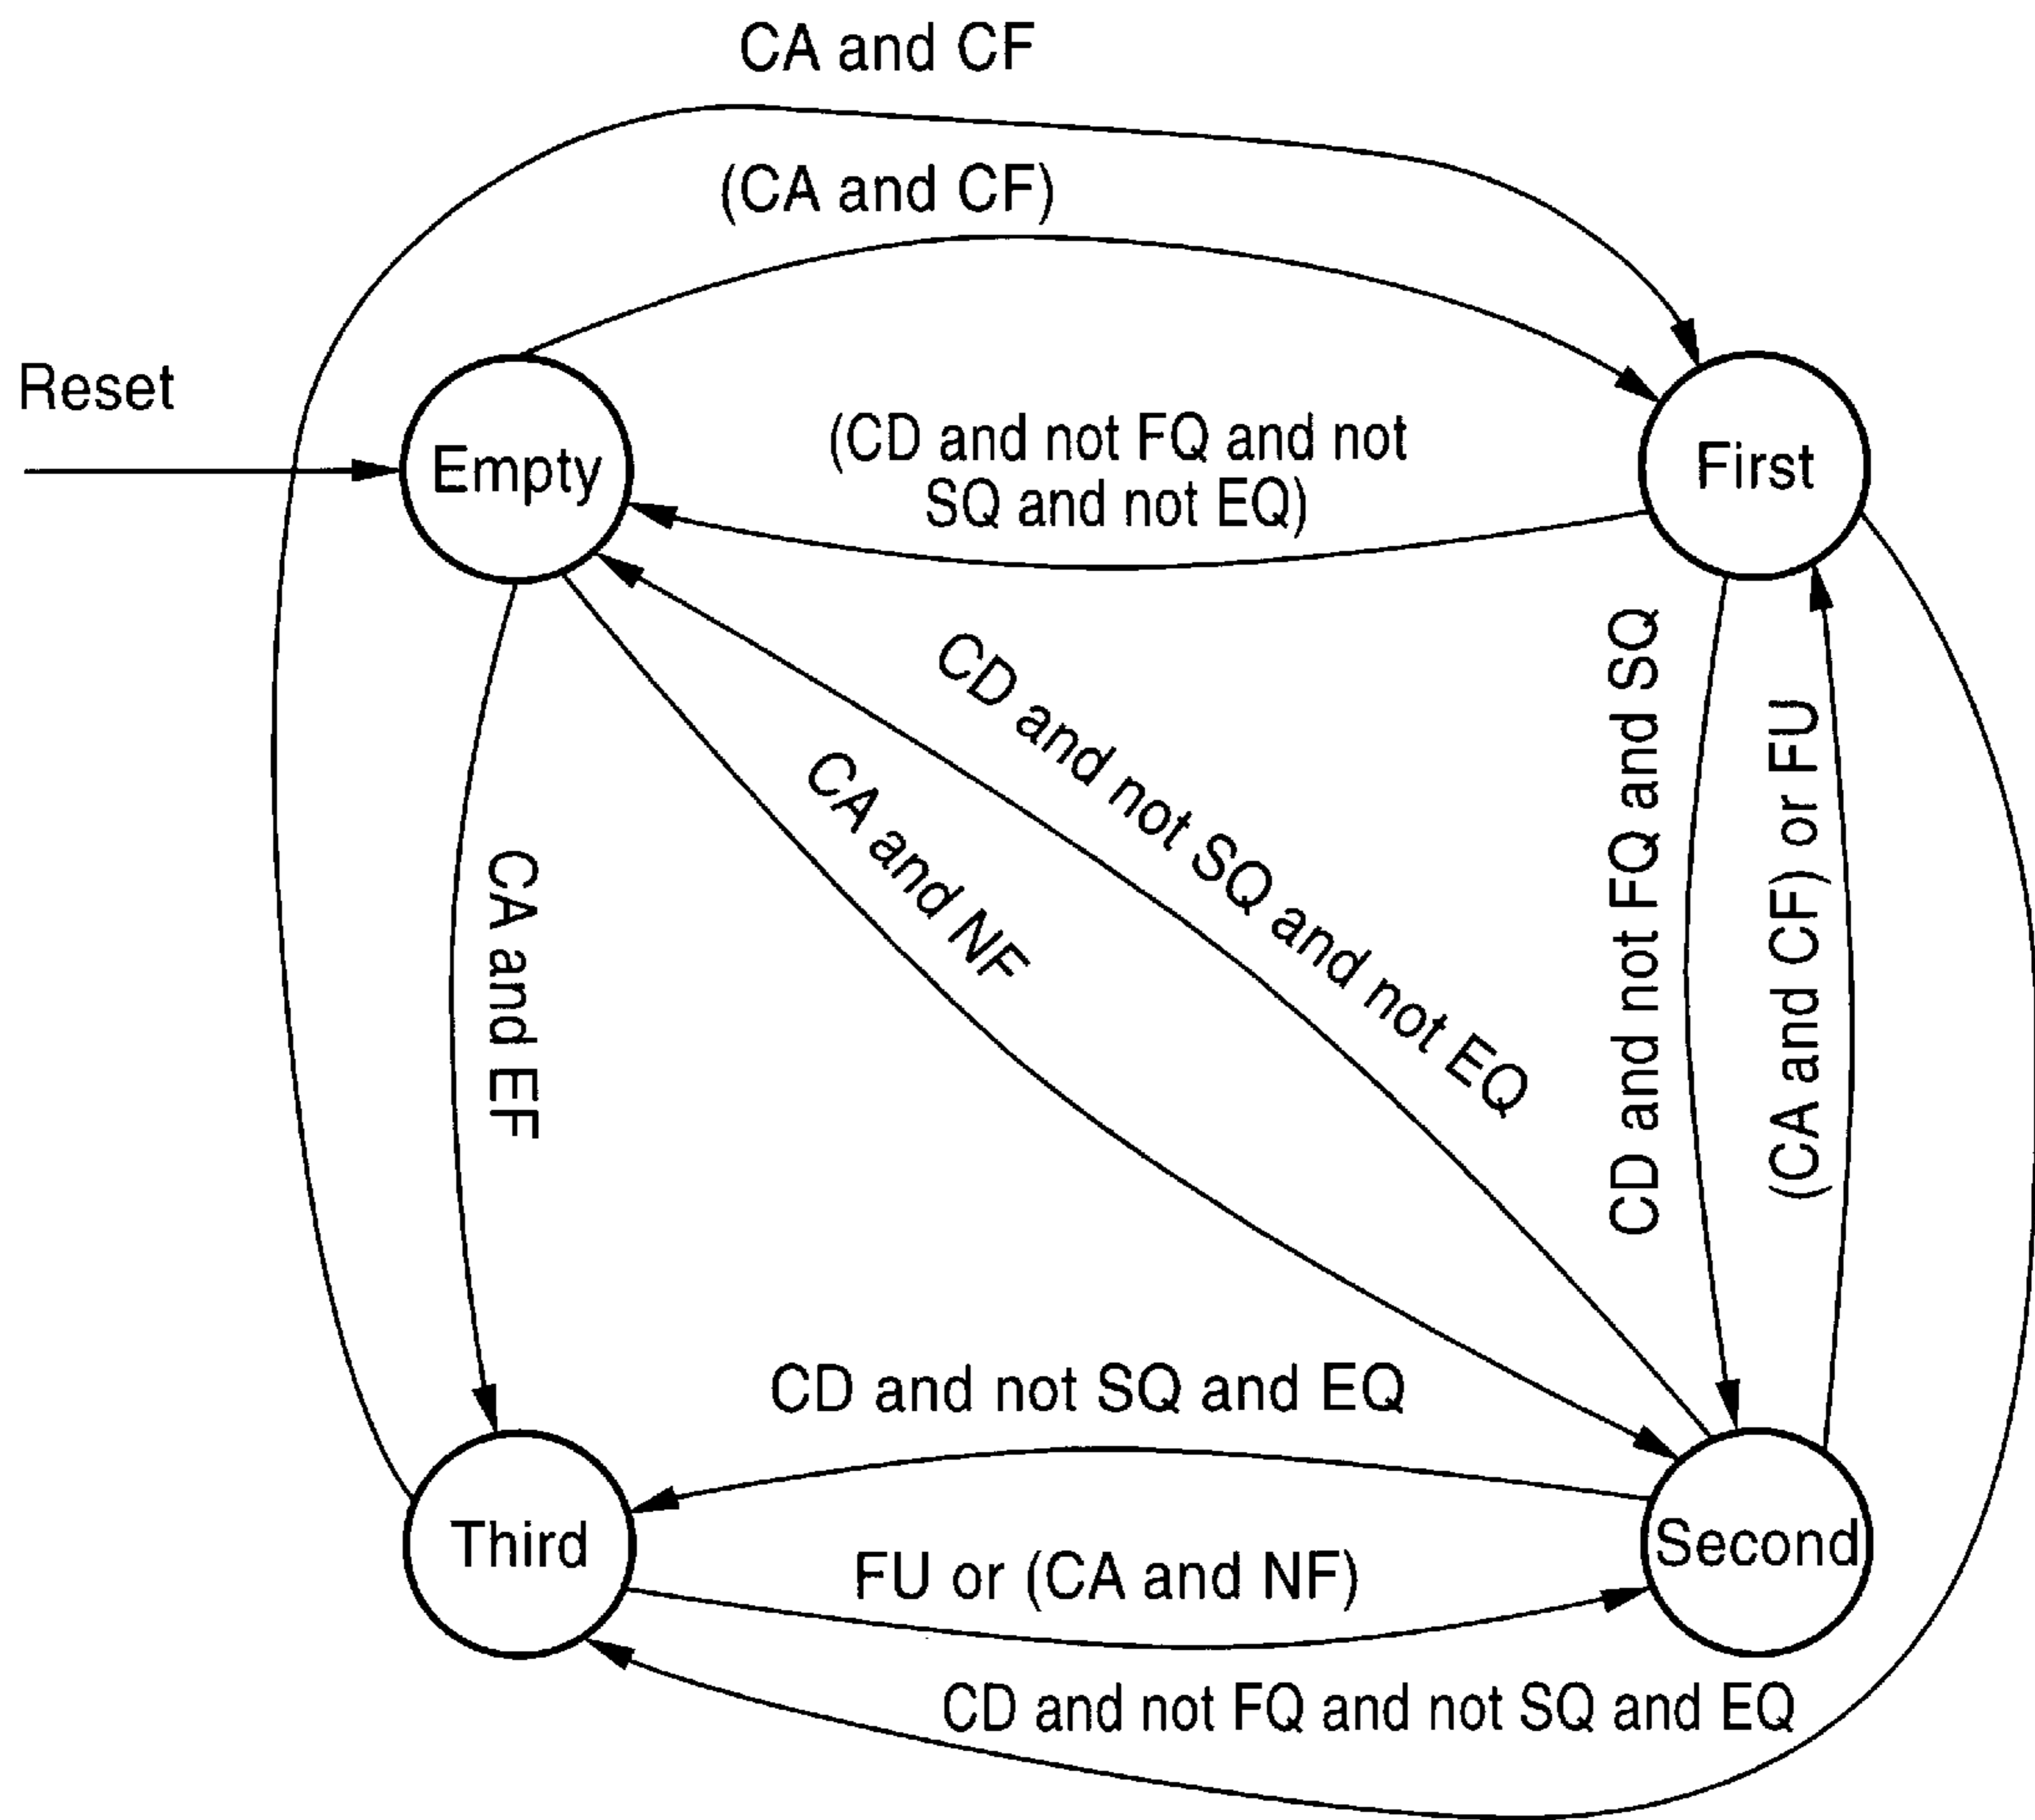 CA and CF
(CA and CF)
Reset
Empty
(CD and not FQ and not
SQ and not EQ)
First
CD and not SQ and not EQ
CA and NF
CD and not FQ and SQ
(CA and CF) or FU
CA and EF
CD and not SQ and EQ
Third
FU or (CA and NF)
Second
CD and not FQ and not SQ and EQ